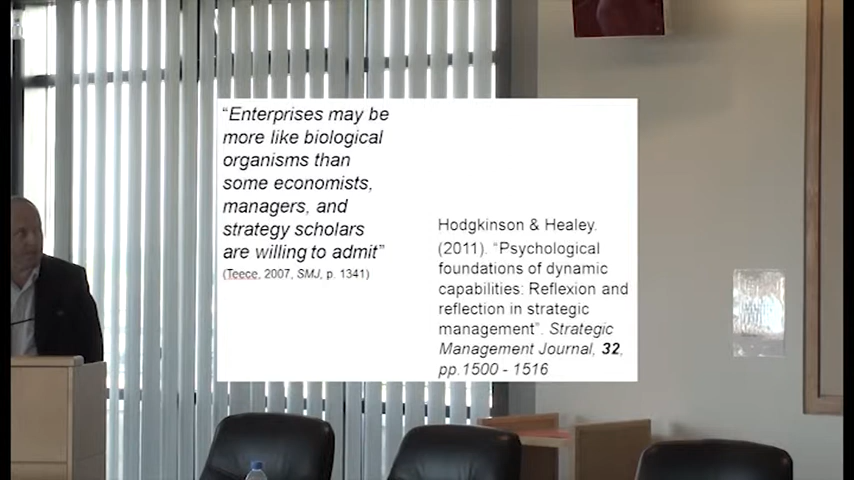 “Enterprises may be
more like biological
organisms than
some economists,
managers, and
strategy scholars
are willing to admit”
(Teece, 2007, SMJ, p. 1341)
Hodgkinson & Healey.
(2011). “Psychological
foundations of dynamic
capabilities: Reflexion and
reflection in strategic
management”. Strategic
Management Journal, 32,
pp.1500 - 1516